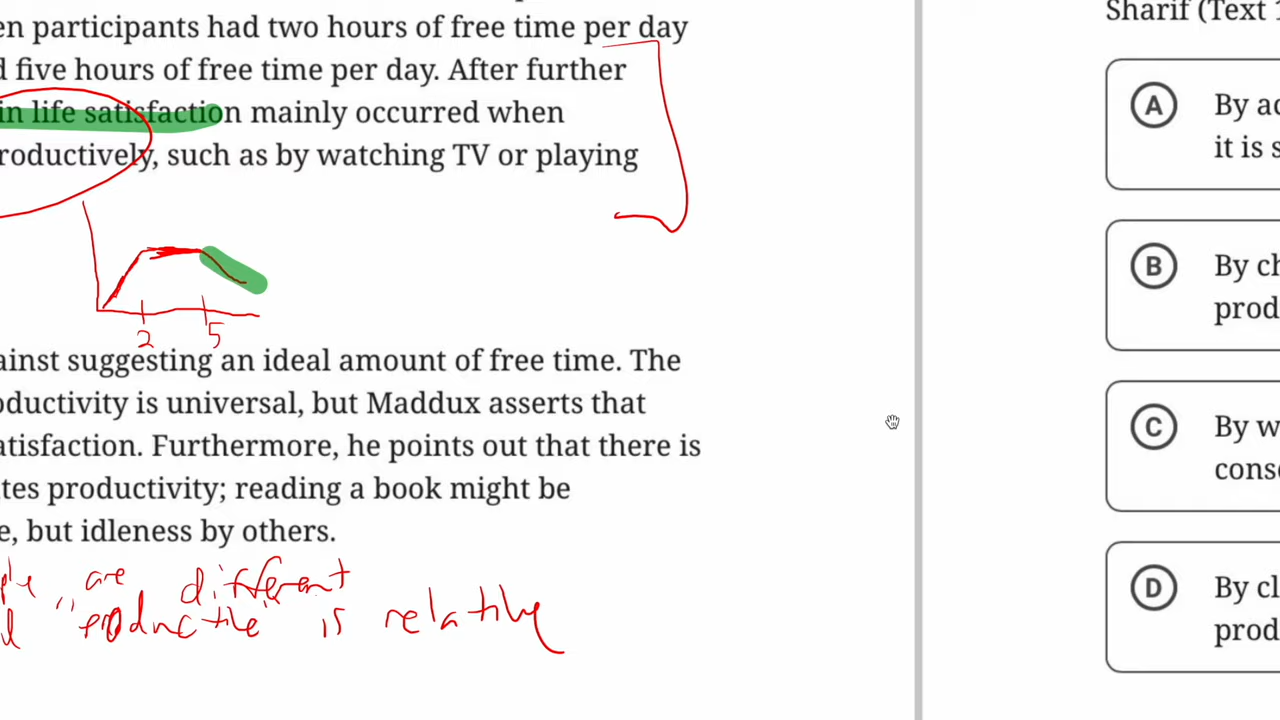 en participants had two hours of free time per day
d five hours of free time per day. After further
in life satisfaction mainly occurred when
roductively, such as by watching TV or playing
2 5
ainst suggesting an ideal amount of free time. The
oductivity is universal, but Maddux asserts that
atisfaction. Furthermore, he points out that there is
tes productivity; reading a book might be
e, but idleness by others.
ple are different
"productive" is relative
Sharif (Text 1
A By ac
it is s
B By ch
prod
C By w
conse
D By cl
prod